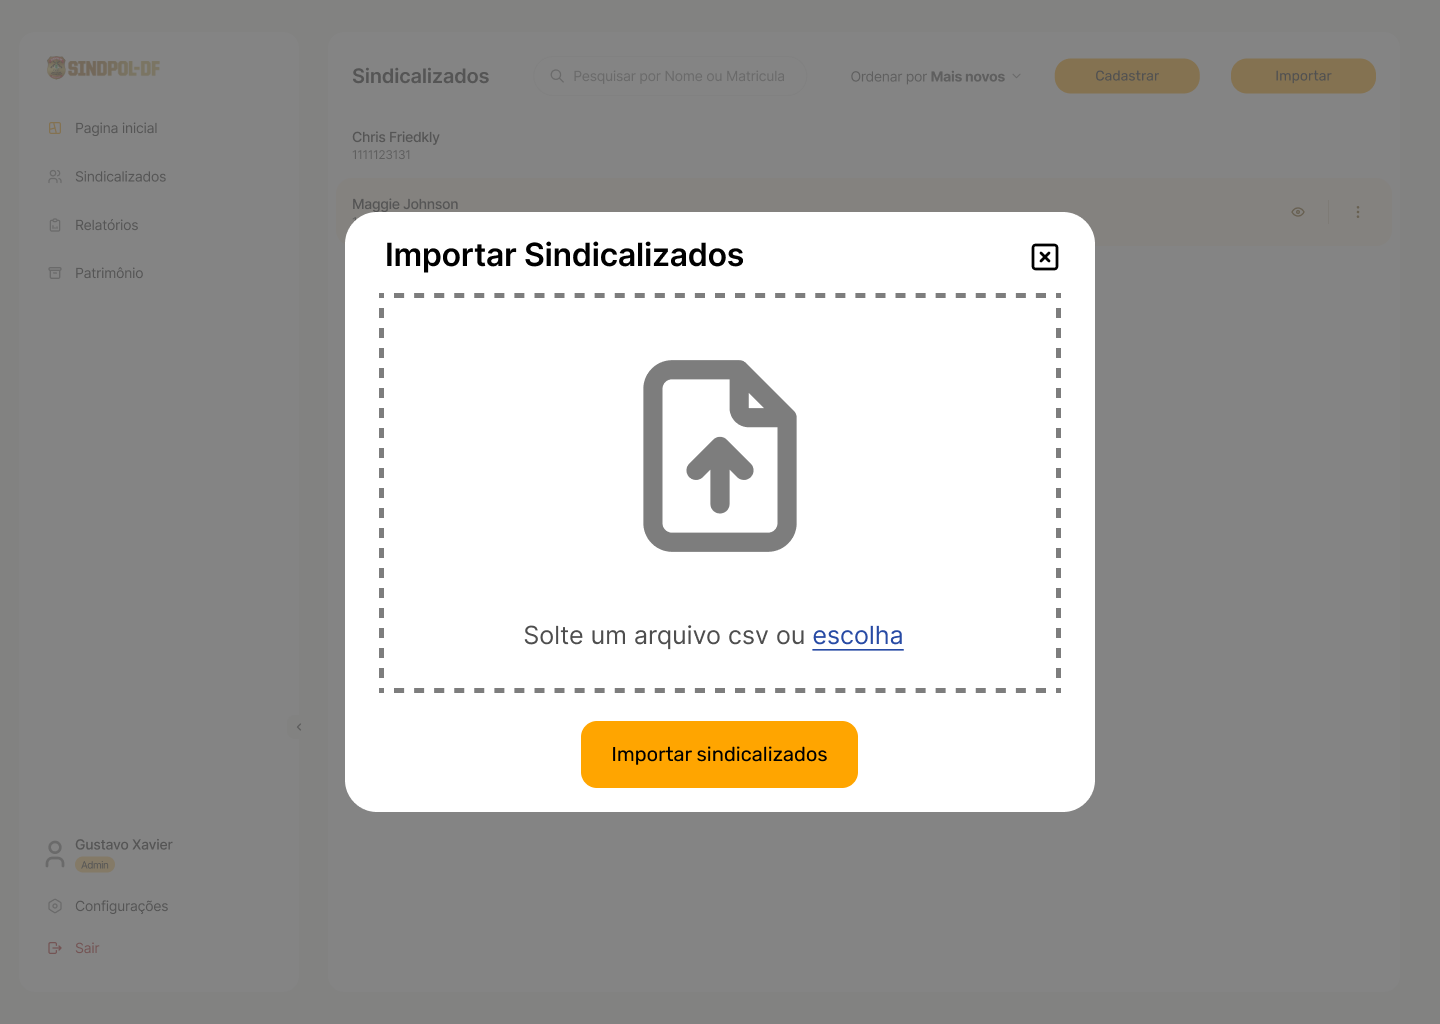 SINDPOL-DF
Pagina inicial
Sindicalizados
Relatórios
Patrimônio
Gustavo Xavier
Admin
Configurações
Sair
Sindicalizados
Pesquisar por Nome ou Matricula
Ordenar por Mais novos
Cadastrar
Importar
Chris Friedkly
1111123131
Maggie Johnson
Importar Sindicalizados
Solte um arquivo csv ou escolha
Importar sindicalizados